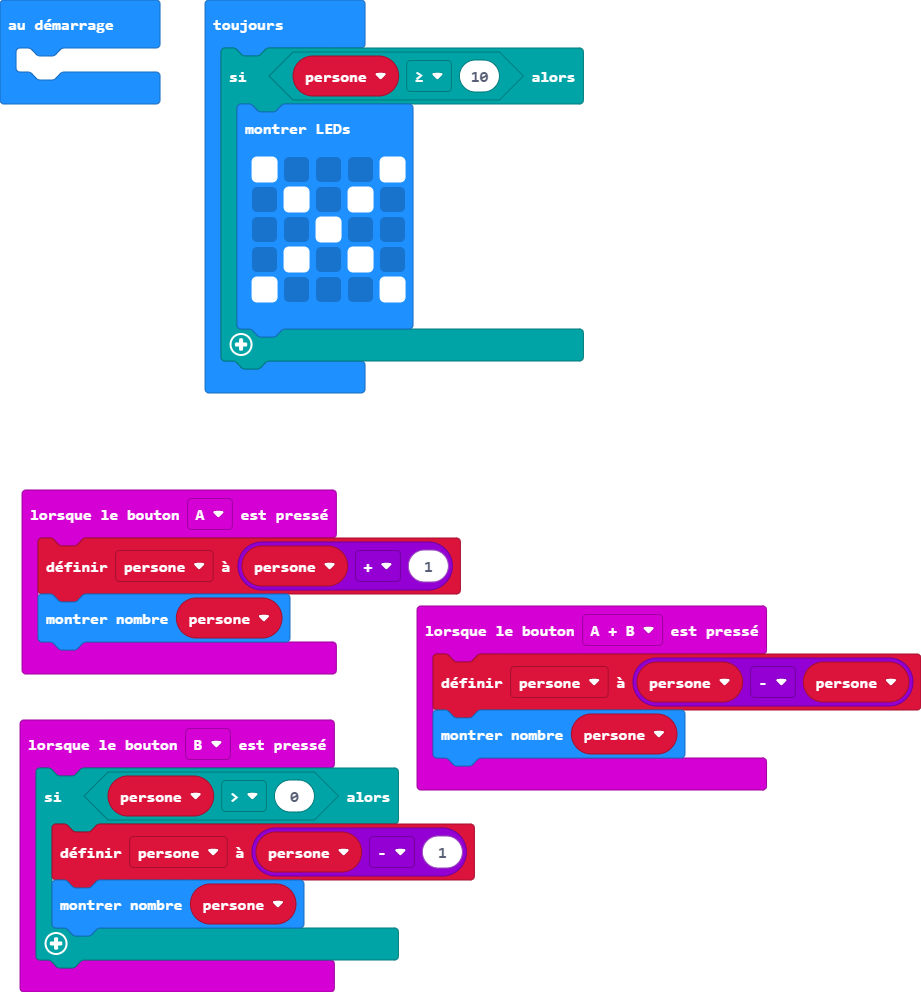 au démarrage
toujours
si persone ≥ 10 alors
montrer LEDs
lorsque le bouton A est pressé
définir persone à persone + 1
montrer nombre persone
lorsque le bouton A + B est pressé
définir persone à persone - persone
montrer nombre persone
lorsque le bouton B est pressé
si persone > 0 alors
définir persone à persone - 1
montrer nombre persone